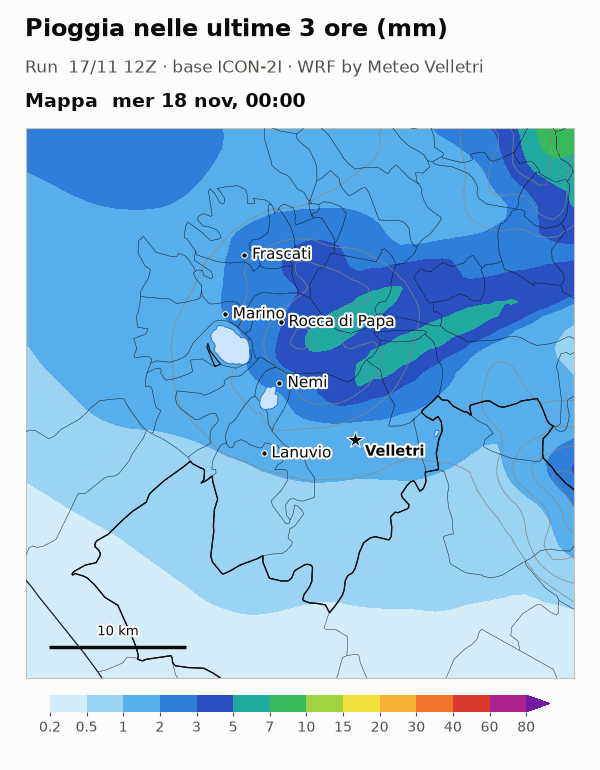 Pioggia nelle ultime 3 ore (mm)
Run 17/11 12Z · base ICON-2I · WRF by Meteo Velletri
Mappa mer 18 nov, 00:00
Frascati
Marino
Rocca di Papa
Nemi
Velletri
Lanuvio
10 km
0.2 0.5 1 2 3 5 7 10 15 20 30 40 60 80